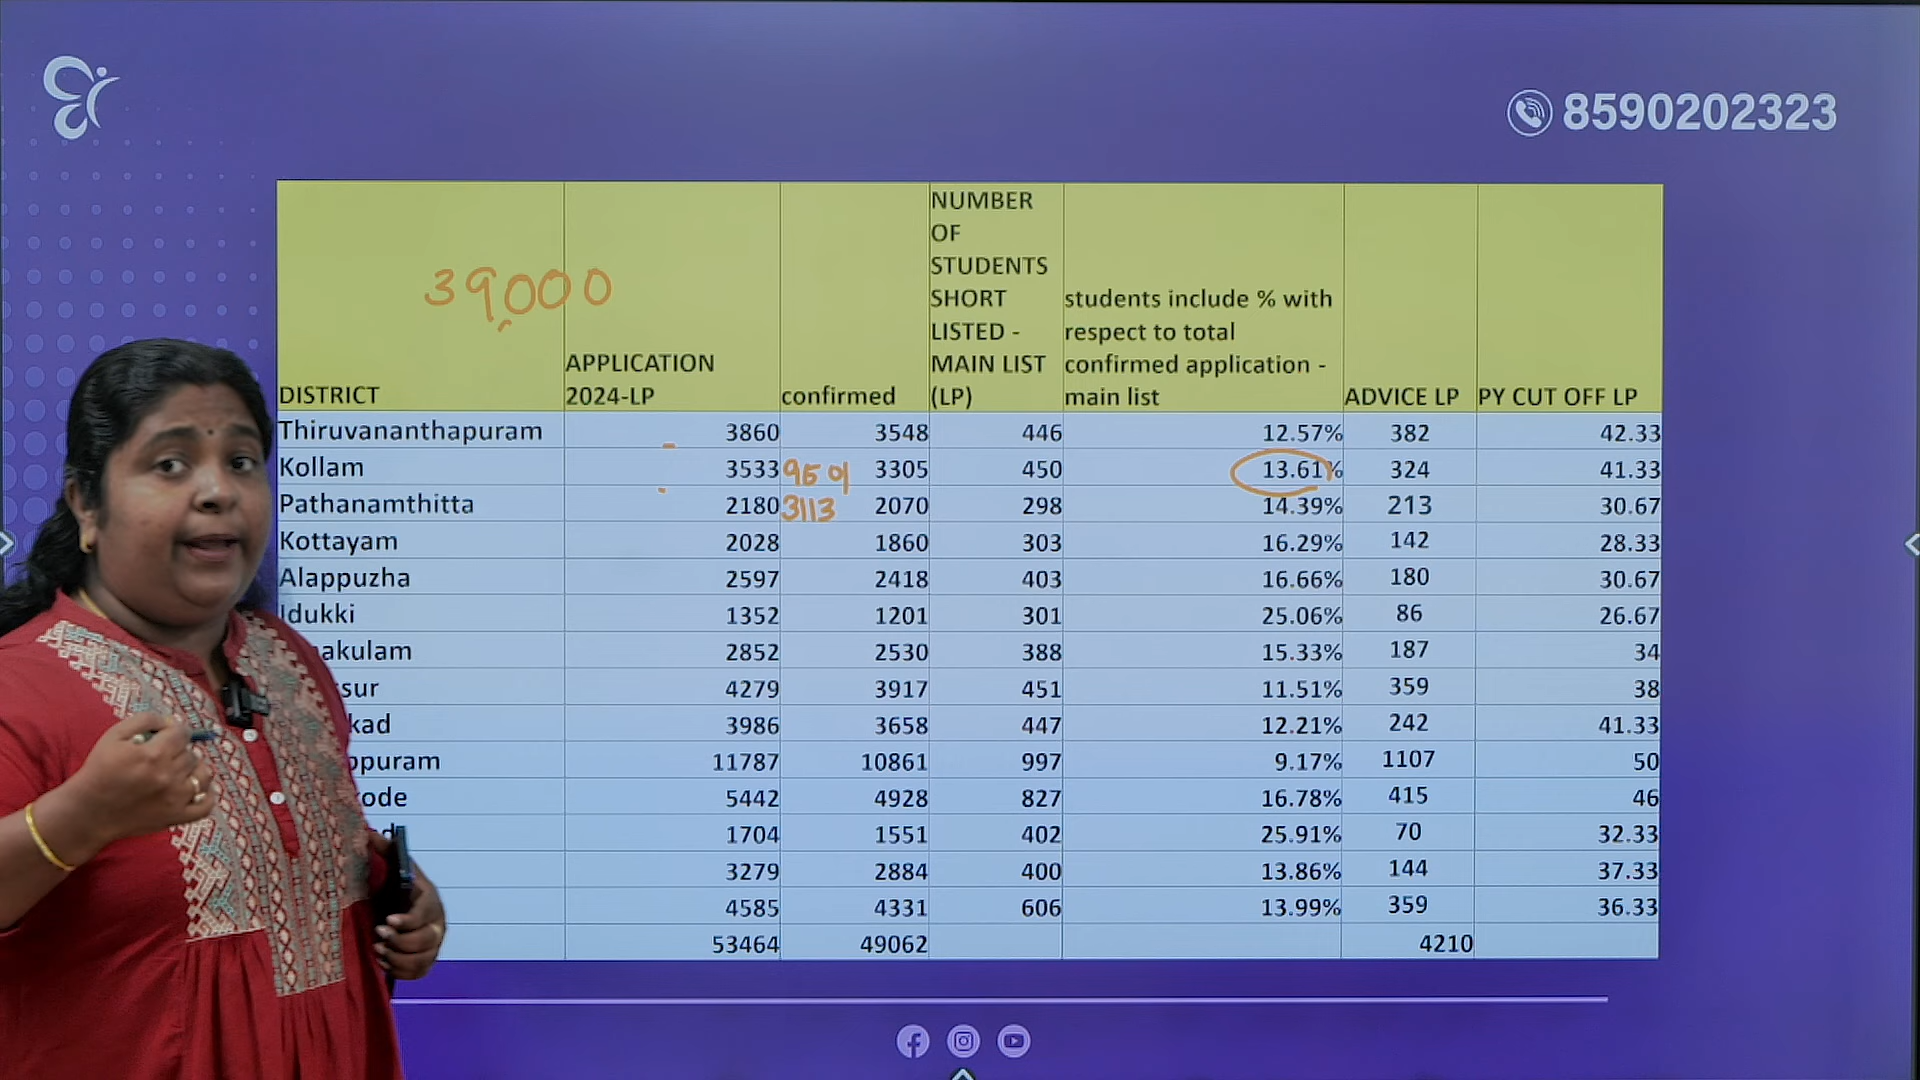 8590202323
39,000
DISTRICT APPLICATION 2024-LP confirmed NUMBER OF STUDENTS SHORT LISTED - MAIN LIST (LP) students include % with respect to total confirmed application - main list ADVICE LP PY CUT OFF LP
Thiruvananthapuram 3860 3548 446 12.57% 382 42.33
Kollam 3533 3305 450 13.61% 324 41.33
Pathanamthitta 2180 3113 2070 298 14.39% 213 30.67
Kottayam 2028 1860 303 16.29% 142 28.33
Alappuzha 2597 2418 403 16.66% 180 30.67
Idukki 1352 1201 301 25.06% 86 26.67
akulam 2852 2530 388 15.33% 187 34
sur 4279 3917 451 11.51% 359 38
kad 3986 3658 447 12.21% 242 41.33
ppuram 11787 10861 997 9.17% 1107 50
ode 5442 4928 827 16.78% 415 46
1704 1551 402 25.91% 70 32.33
3279 2884 400 13.86% 144 37.33
4585 4331 606 13.99% 359 36.33
53464 49062 4210